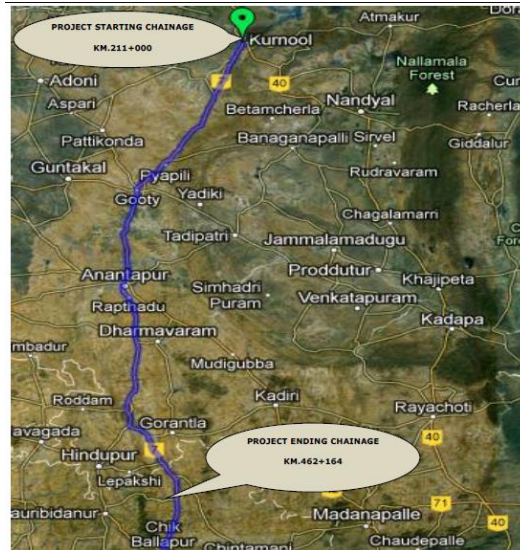 PROJECT STARTING CHAINAGE
KM.211+000
Kurnool
Atmakur
Adoni
40
Nallamala
Forest
Aspari
Betamcherla
Nandyal
Racherla
Pattikonda
Banaganapalli
Sirvel
Giddalur
Guntakal
Pyapili
Rudravaram
Gooty
Yadiki
Chagalamarri
Tadipatri
Jammalamadugu
Anantapur
Simhadri
Puram
Proddutur
Khajipeta
Rapthadu
Venkatapuram
Dharmavaram
Kadapa
mbadur
Mudigubba
Roddam
Kadiri
Rayachoti
avagada
Gorantla
40
Hindupur
PROJECT ENDING CHAINAGE
KM.462+164
Lepakshi
71
40
auribidanur
Chik
Ballapur
Madanapalle
Chintamani
Chaudepalle